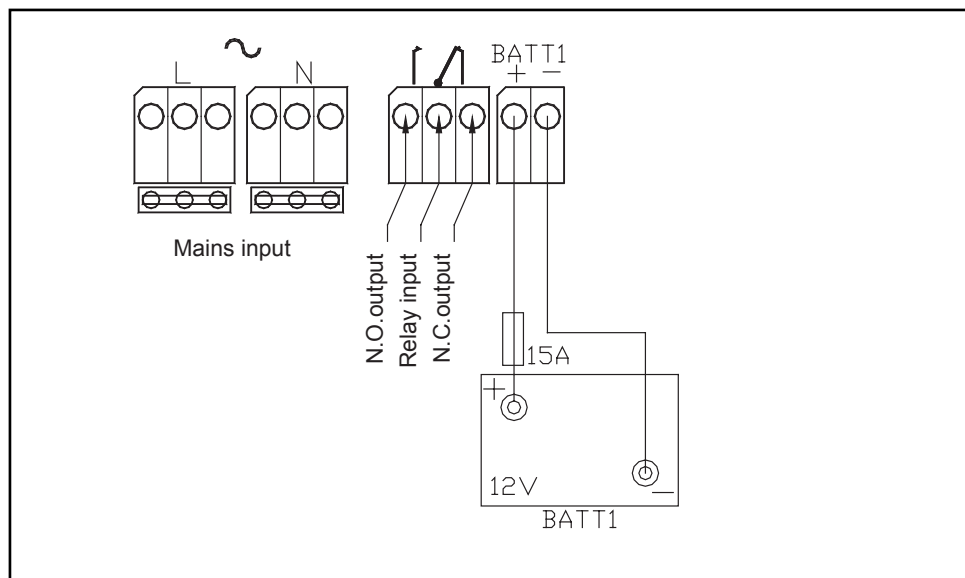 L N
Mains input
N.O.output
Relay input
N.C.output
BATT1
+ −
15A
+
12V
−
BATT1